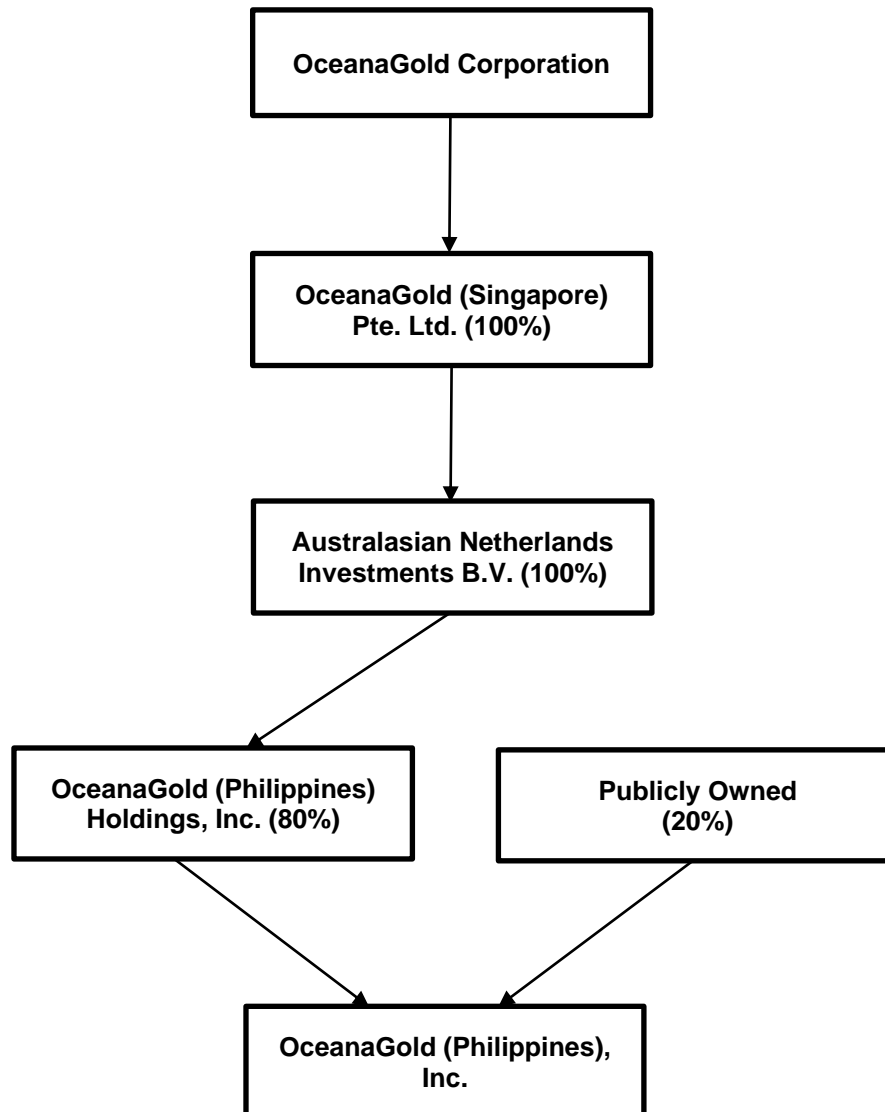 OceanaGold Corporation
OceanaGold (Singapore)
Pte. Ltd. (100%)
Australasian Netherlands
Investments B.V. (100%)
OceanaGold (Philippines)
Holdings, Inc. (80%)
Publicly Owned
(20%)
OceanaGold (Philippines),
Inc.